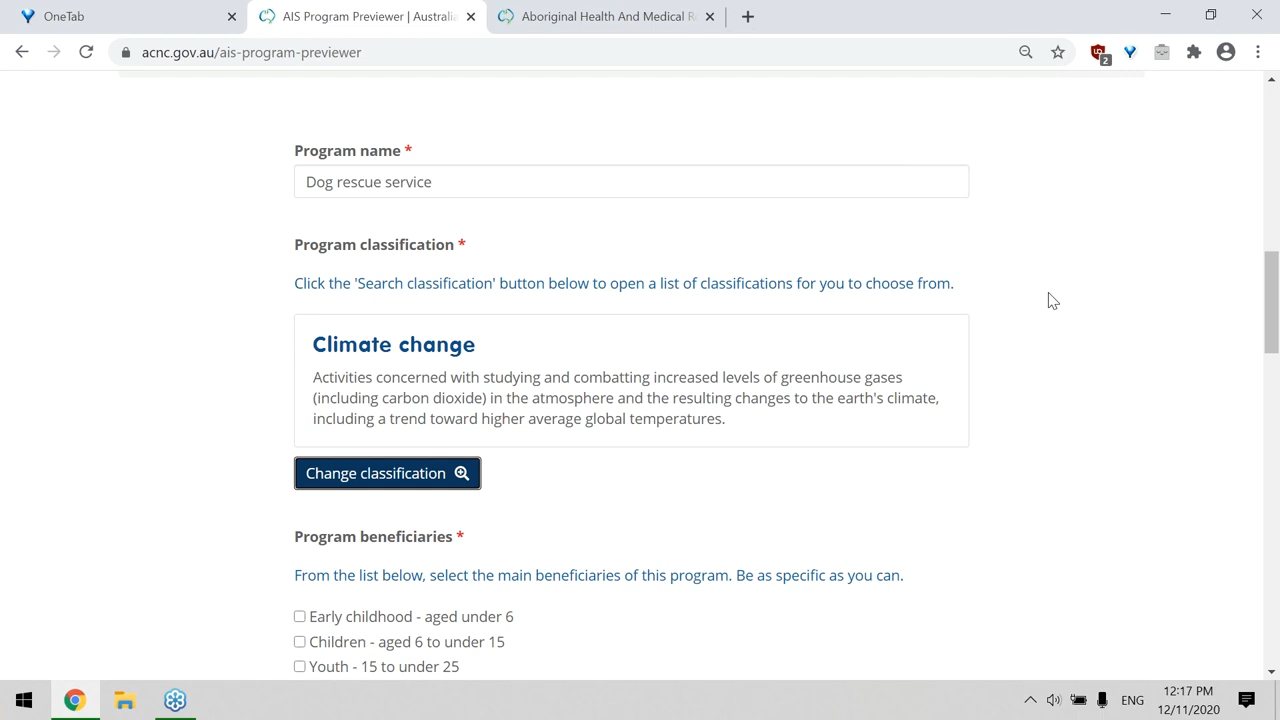 OneTab
AIS Program Previewer | Australia
Aboriginal Health And Medical R
acnc.gov.au/ais-program-previewer
2
Program name *
Dog rescue service
Program classification *
Click the 'Search classification' button below to open a list of classifications for you to choose from.
Climate change
Activities concerned with studying and combatting increased levels of greenhouse gases
(including carbon dioxide) in the atmosphere and the resulting changes to the earth's climate,
including a trend toward higher average global temperatures.
Change classification
Program beneficiaries *
From the list below, select the main beneficiaries of this program. Be as specific as you can.
Early childhood - aged under 6
Children - aged 6 to under 15
Youth - 15 to under 25
ENG
12:17 PM
12/11/2020